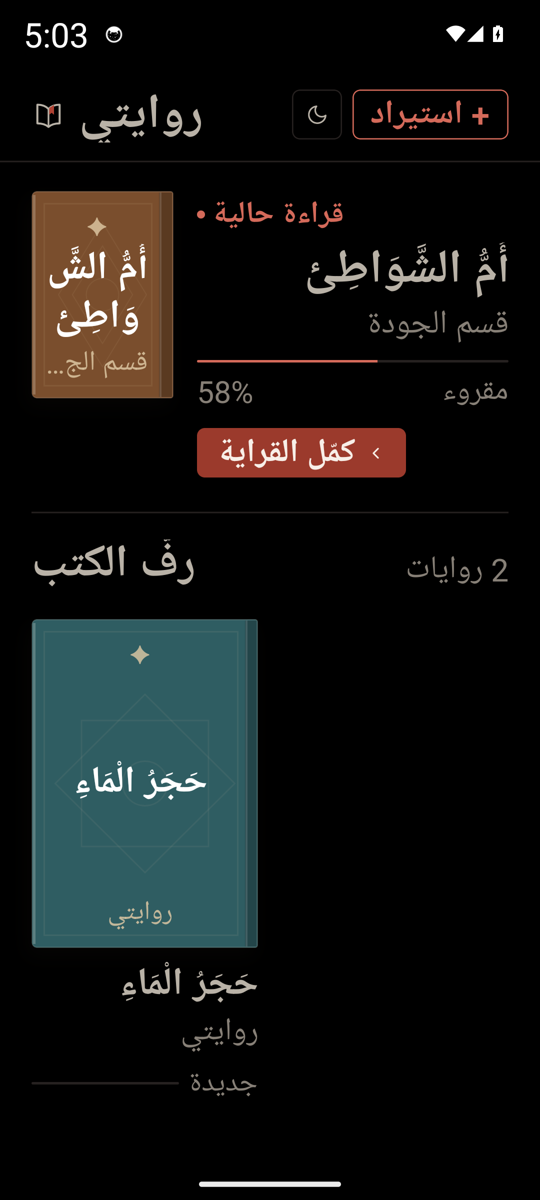 5:03
روايتي
+ استيراد
قراءة حالية •
أُمُّ الشَّوَاطِئ
قسم الجودة
مقروء
58%
كمّل القراية ‹
أُمُّ الشَّ
وَاطِئ
قسم الج...
رفّ الكتب
2 روايات
حَجَرُ الْمَاءِ
روايتي
حَجَرُ الْمَاءِ
روايتي
جديدة